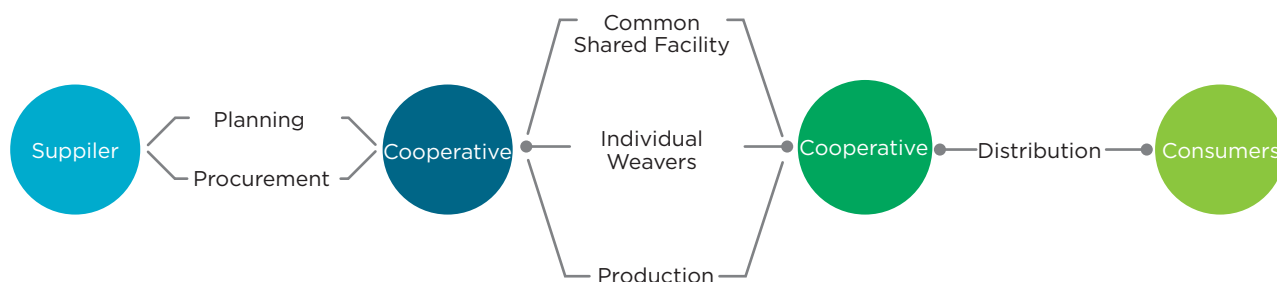 Suppiler
Planning
Procurement
Cooperative
Common
Shared Facility
Individual
Weavers
Production
Cooperative
Distribution
Consumers